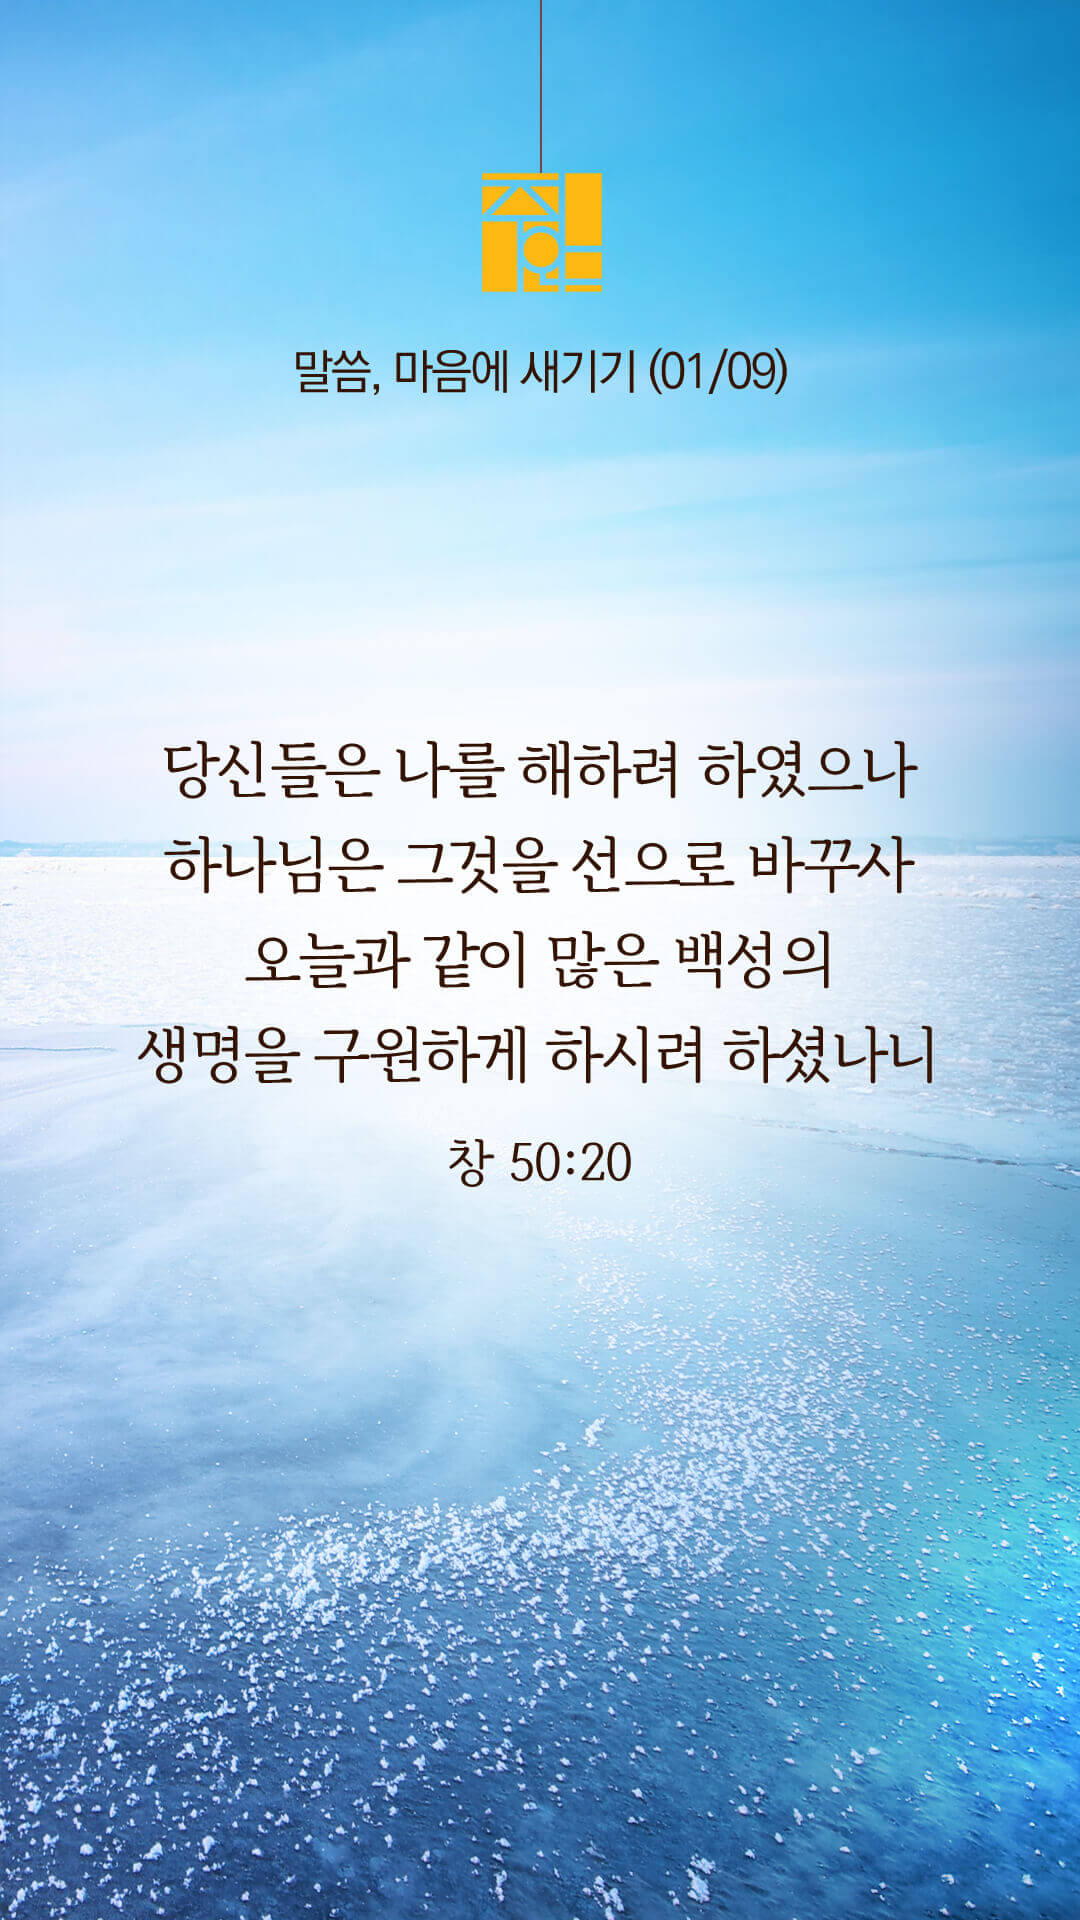 말씀, 마음에 새기기 (01/09)
당신들은 나를 해하려 하였으나
하나님은 그것을 선으로 바꾸사
오늘과 같이 많은 백성의
생명을 구원하게 하시려 하셨나니
창 50:20